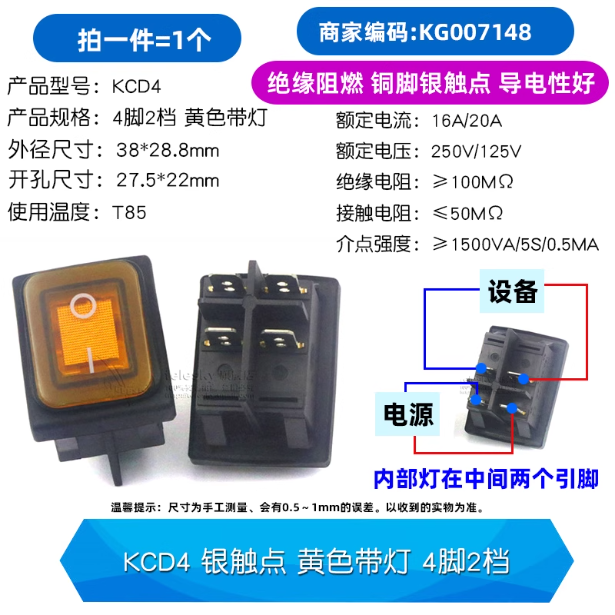 拍一件=1个
商家编码:KG007148
绝缘阻燃 铜脚银触点 导电性好
产品型号: KCD4
产品规格: 4脚2档 黄色带灯
外径尺寸: 38*28.8mm
开孔尺寸: 27.5*22mm
使用温度: T85
额定电流: 16A/20A
额定电压: 250V/125V
绝缘电阻: ≥100MΩ
接触电阻: ≤50MΩ
介点强度: ≥1500VA/5S/0.5MA
设备
电源
内部灯在中间两个引脚
温馨提示: 尺寸为手工测量、会有0.5~1mm的误差。以收到的实物为准。
KCD4 银触点 黄色带灯 4脚2档